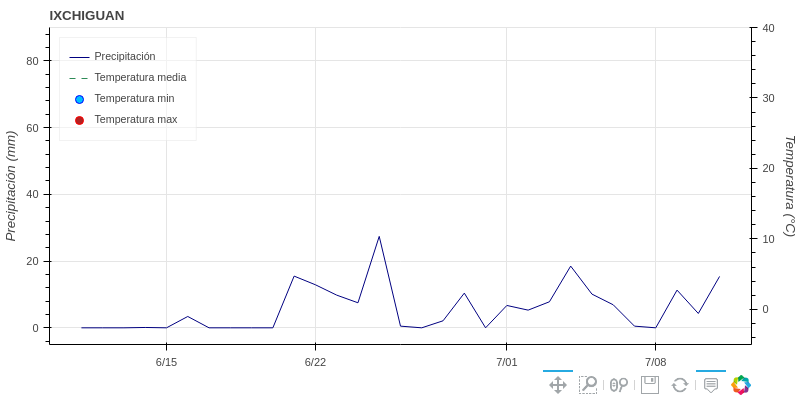 IXCHIGUAN
Precipitación
Temperatura media
Temperatura min
Temperatura max
Precipitación (mm)
80
60
40
20
0
Temperatura (°C)
40
30
20
10
0
6/15
6/22
7/01
7/08